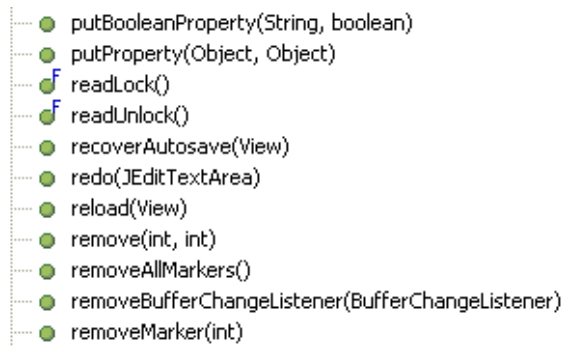 putBooleanProperty(String, boolean)
putProperty(Object, Object)
F readLock()
F readUnlock()
recoverAutosave(View)
redo(JEditTextArea)
reload(View)
remove(int, int)
removeAllMarkers()
removeBufferChangeListener(BufferChangeListener)
removeMarker(int)